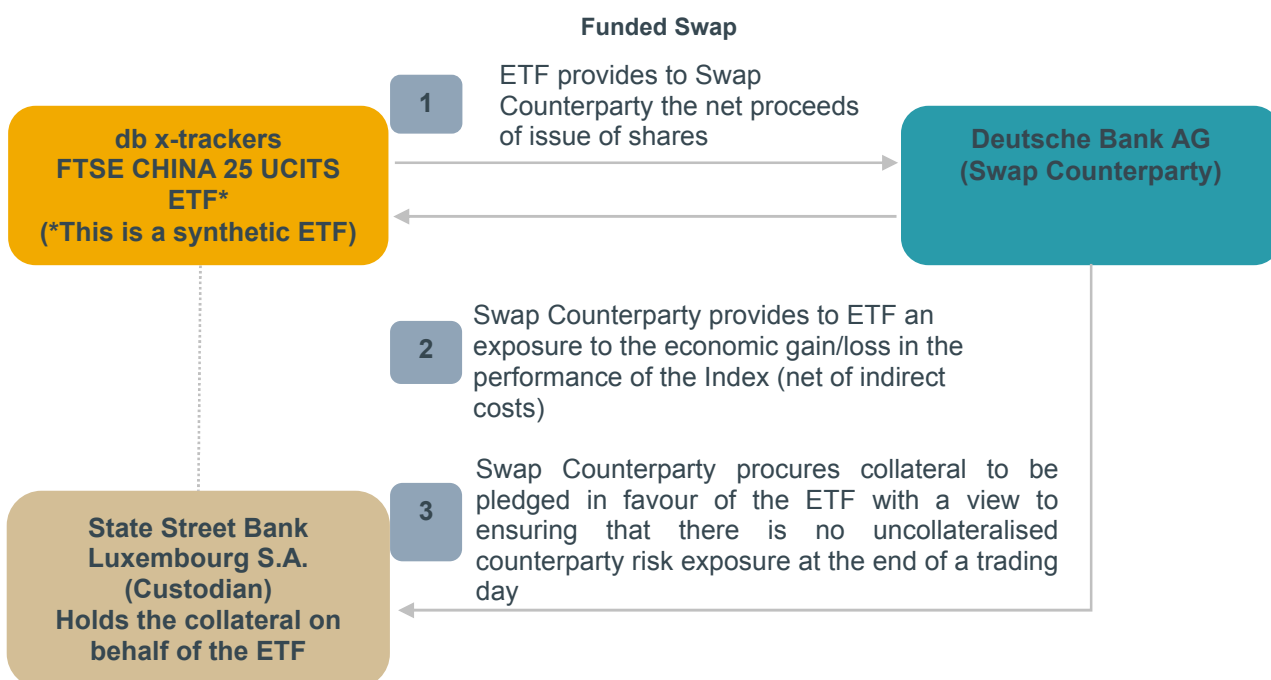 Funded Swap
1
ETF provides to Swap
Counterparty the net proceeds
of issue of shares
db x-trackers
FTSE CHINA 25 UCITS
ETF*
(*This is a synthetic ETF)
Deutsche Bank AG
(Swap Counterparty)
2
Swap Counterparty provides to ETF an
exposure to the economic gain/loss in the
performance of the Index (net of indirect
costs)
3
Swap Counterparty procures collateral to be
pledged in favour of the ETF with a view to
ensuring that there is no uncollateralised
counterparty risk exposure at the end of a trading
day
State Street Bank
Luxembourg S.A.
(Custodian)
Holds the collateral on
behalf of the ETF